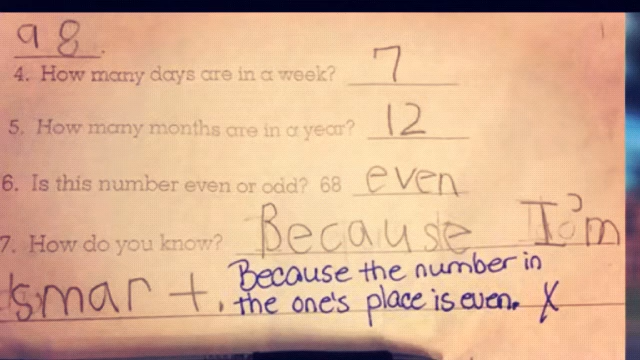 98.
4. How many days are in a week? 7
5. How many months are in a year? 12
6. Is this number even or odd? 68 even
7. How do you know? Because I'm
smart. Because the number in
the one's place is even. X